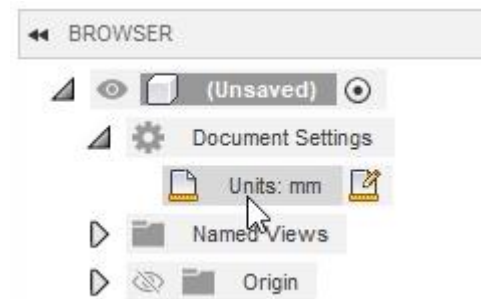 BROWSER
(Unsaved)
Document Settings
Units: mm
Named Views
Origin